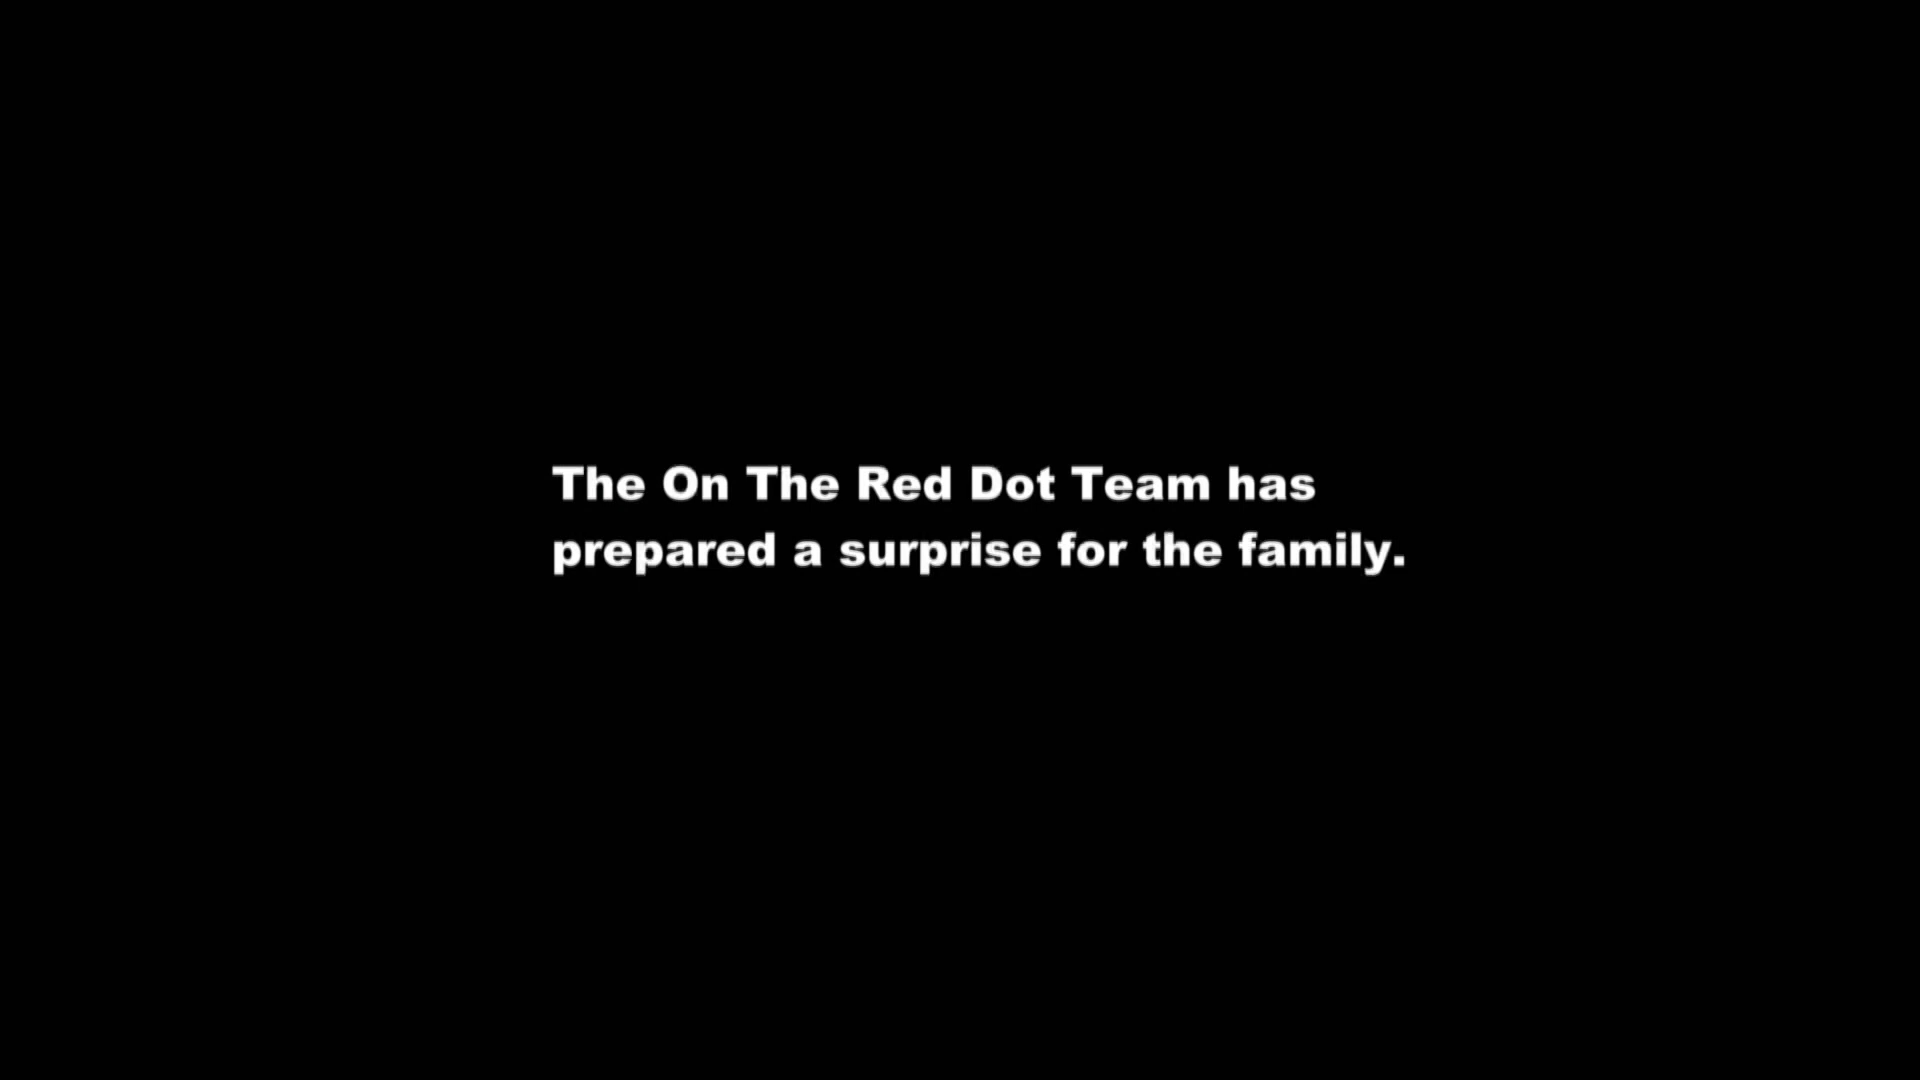 The On The Red Dot Team has
prepared a surprise for the family.